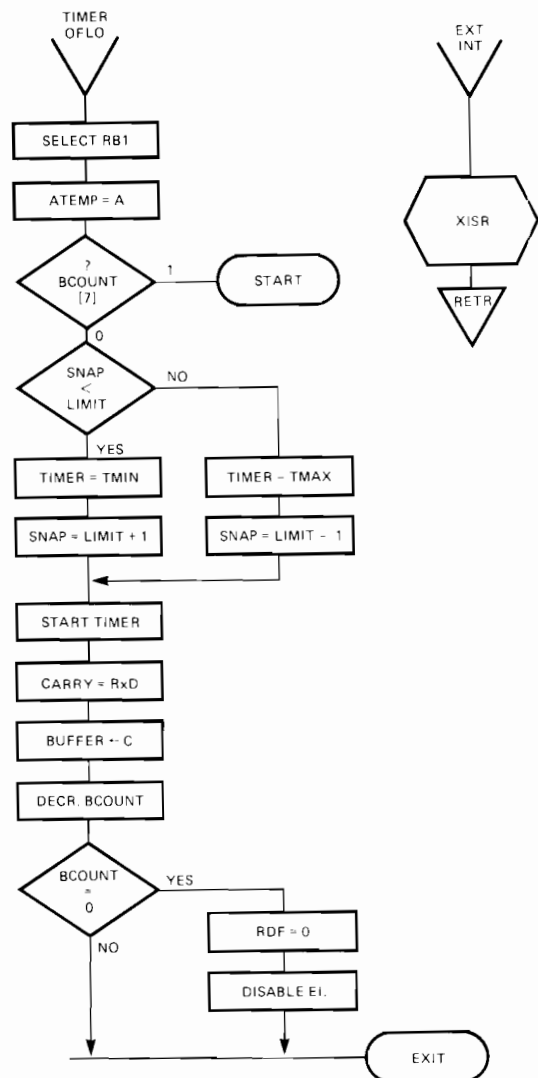 TIMER
OFLO
SELECT RB1
ATEMP = A
?
BCOUNT
[7]
1
START
0
SNAP
<
LIMIT
NO
YES
TIMER = TMIN
TIMER - TMAX
SNAP = LIMIT + 1
SNAP = LIMIT - 1
START TIMER
CARRY = RxD
BUFFER ← C
DECR. BCOUNT
BCOUNT
=
0
YES
NO
RDF = 0
DISABLE EI.
EXIT
EXT
INT
XISR
RETR